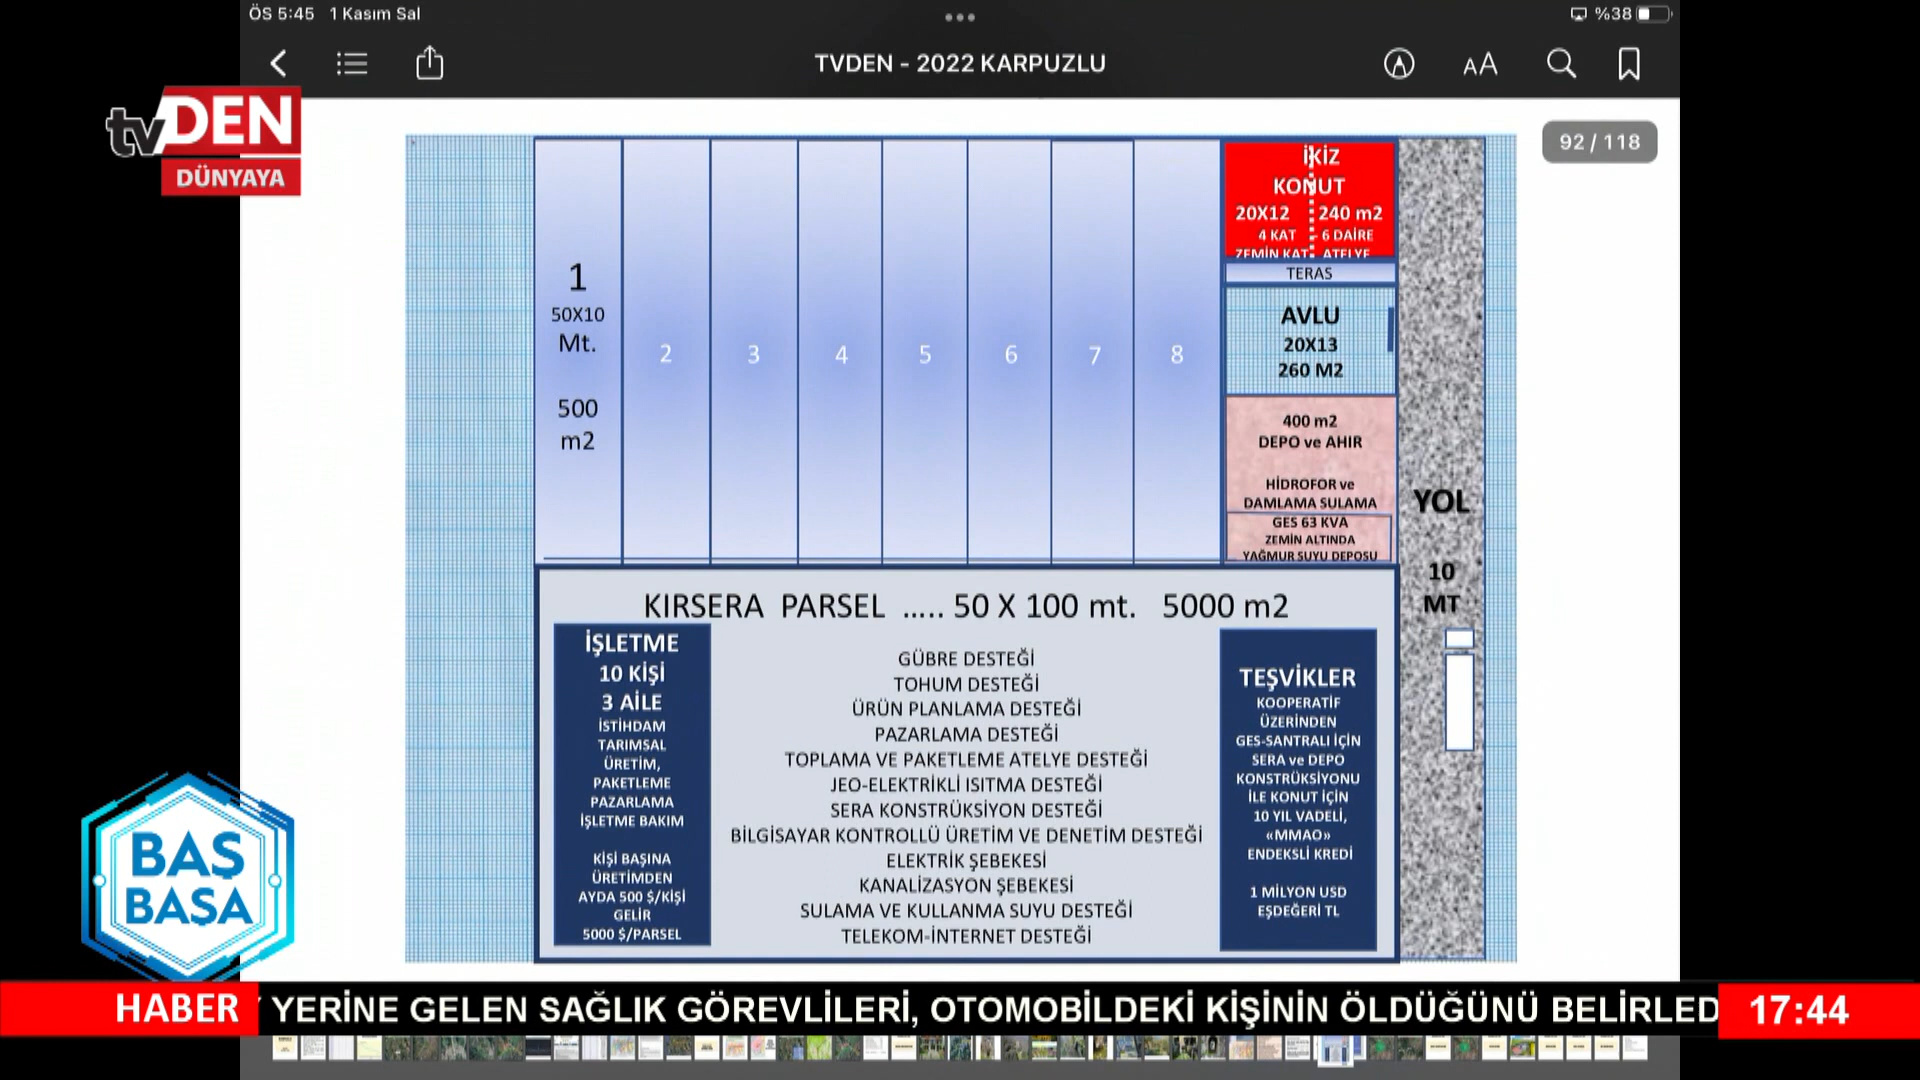 ÖS 5:45 1 Kasım Sal
%38
TVDEN - 2022 KARPUZLU
AA
tvDEN
DÜNYAYA
92 / 118
1
50X10
Mt.
500
m2
2
3
4
5
6
7
8
İKİZ
KONUT
20X12 240 m2
4 KAT - 6 DAİRE
ZEMİN KAT ATELYE
TERAS
AVLU
20X13
260 M2
400 m2
DEPO ve AHIR
HİDROFOR ve
DAMLAMA SULAMA
GES 63 KVA
ZEMİN ALTINDA
YAĞMUR SUYU DEPOSU
YOL
10
MT
KIRSERA PARSEL ..... 50 X 100 mt. 5000 m2
İŞLETME
10 KİŞİ
3 AİLE
İSTİHDAM
TARIMSAL
ÜRETİM,
PAKETLEME
PAZARLAMA
İŞLETME BAKIM
KİŞİ BAŞINA
ÜRETİMDEN
AYDA 500 $/KİŞİ
GELİR
5000 $/PARSEL
GÜBRE DESTEĞİ
TOHUM DESTEĞİ
ÜRÜN PLANLAMA DESTEĞİ
PAZARLAMA DESTEĞİ
TOPLAMA VE PAKETLEME ATELYE DESTEĞİ
JEO-ELEKTRİKLİ ISITMA DESTEĞİ
SERA KONSTRÜKSİYON DESTEĞİ
BİLGİSAYAR KONTROLLÜ ÜRETİM VE DENETİM DESTEĞİ
ELEKTRİK ŞEBEKESİ
KANALİZASYON ŞEBEKESİ
SULAMA VE KULLANMA SUYU DESTEĞİ
TELEKOM-İNTERNET DESTEĞİ
TEŞVİKLER
KOOPERATİF
ÜZERİNDEN
GES-SANTRALI İÇİN
SERA ve DEPO
KONSTRÜKSİYONU
İLE KONUT İÇİN
10 YIL VADELİ,
«MMAO»
ENDEKSLİ KREDİ
1 MİLYON USD
EŞDEĞERİ TL
BAŞ
BAŞA
HABER YERİNE GELEN SAĞLIK GÖREVLİLERİ, OTOMOBİLDEKİ KİŞİNİN ÖLDÜĞÜNÜ BELİRLED 17:44